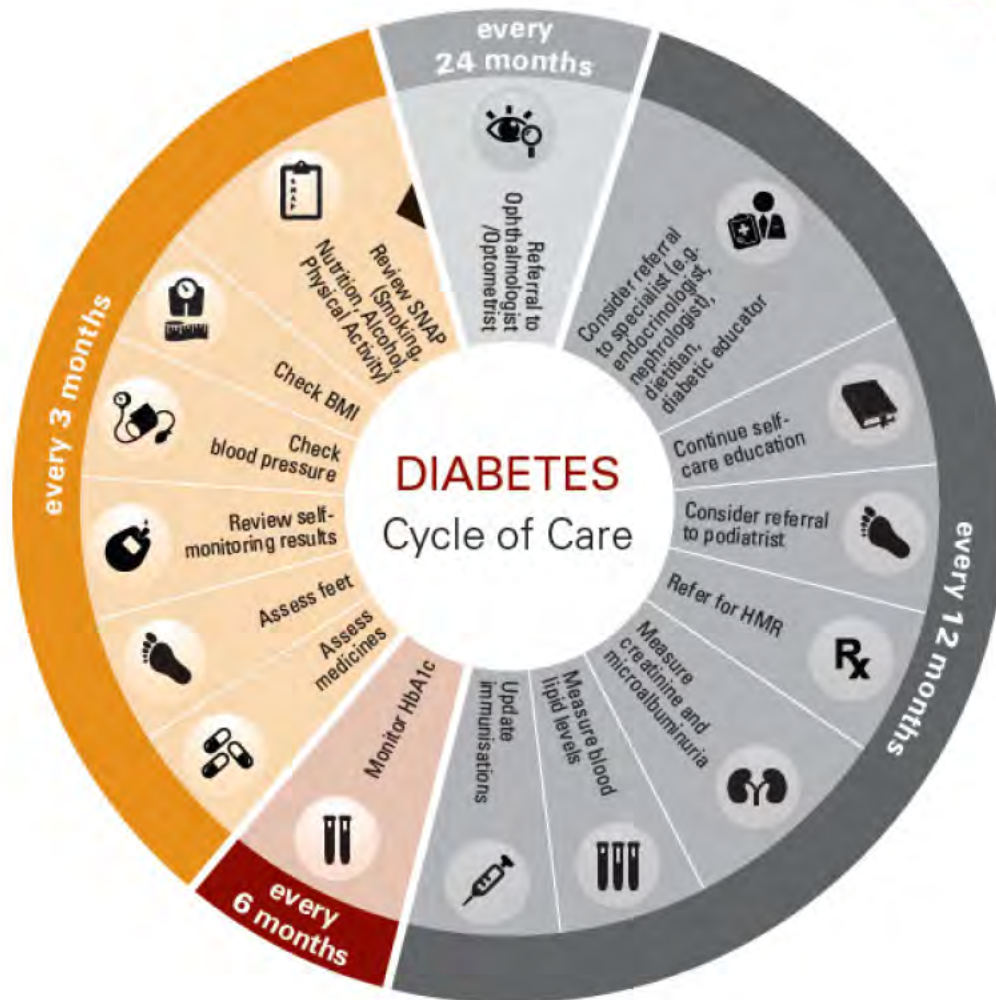 every
24 months
Referral to
Ophthalmologist
/Optometrist
every 12 months
Consider referral
to specialist (e.g.
endocrinologist,
nephrologist),
dietitian,
diabetic educator
Continue self-
care education
Consider referral
to podiatrist
Refer for HMR
Rx
Measure
creatinine and
microalbuminuria
Measure blood
lipid levels
Update
immunisations
every
6 months
Monitor HbA1c
every 3 months
Assess
medicines
Assess feet
Review self-
monitoring results
Check
blood pressure
Check BMI
Review SNAP
(Smoking,
Nutrition, Alcohol,
Physical Activity)
SNAP
DIABETES
Cycle of Care